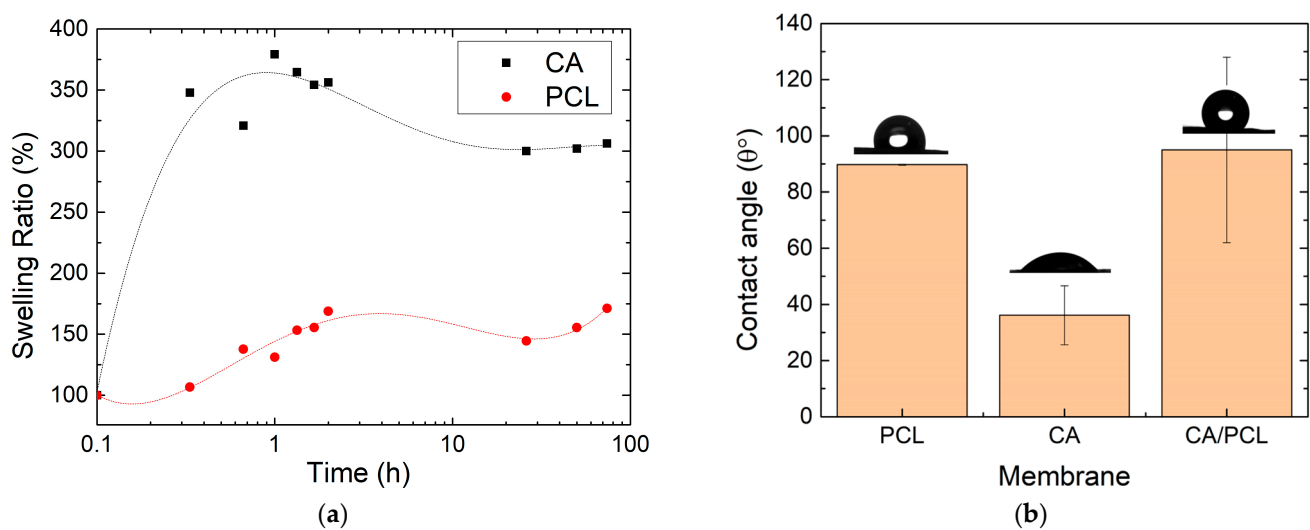 400
350
300
250
200
150
100
Swelling Ratio (%)
CA
PCL
0.1
1
10
100
Time (h)
(a)
140
120
100
80
60
40
20
0
Contact angle (θ°)
PCL
CA
CA/PCL
Membrane
(b)